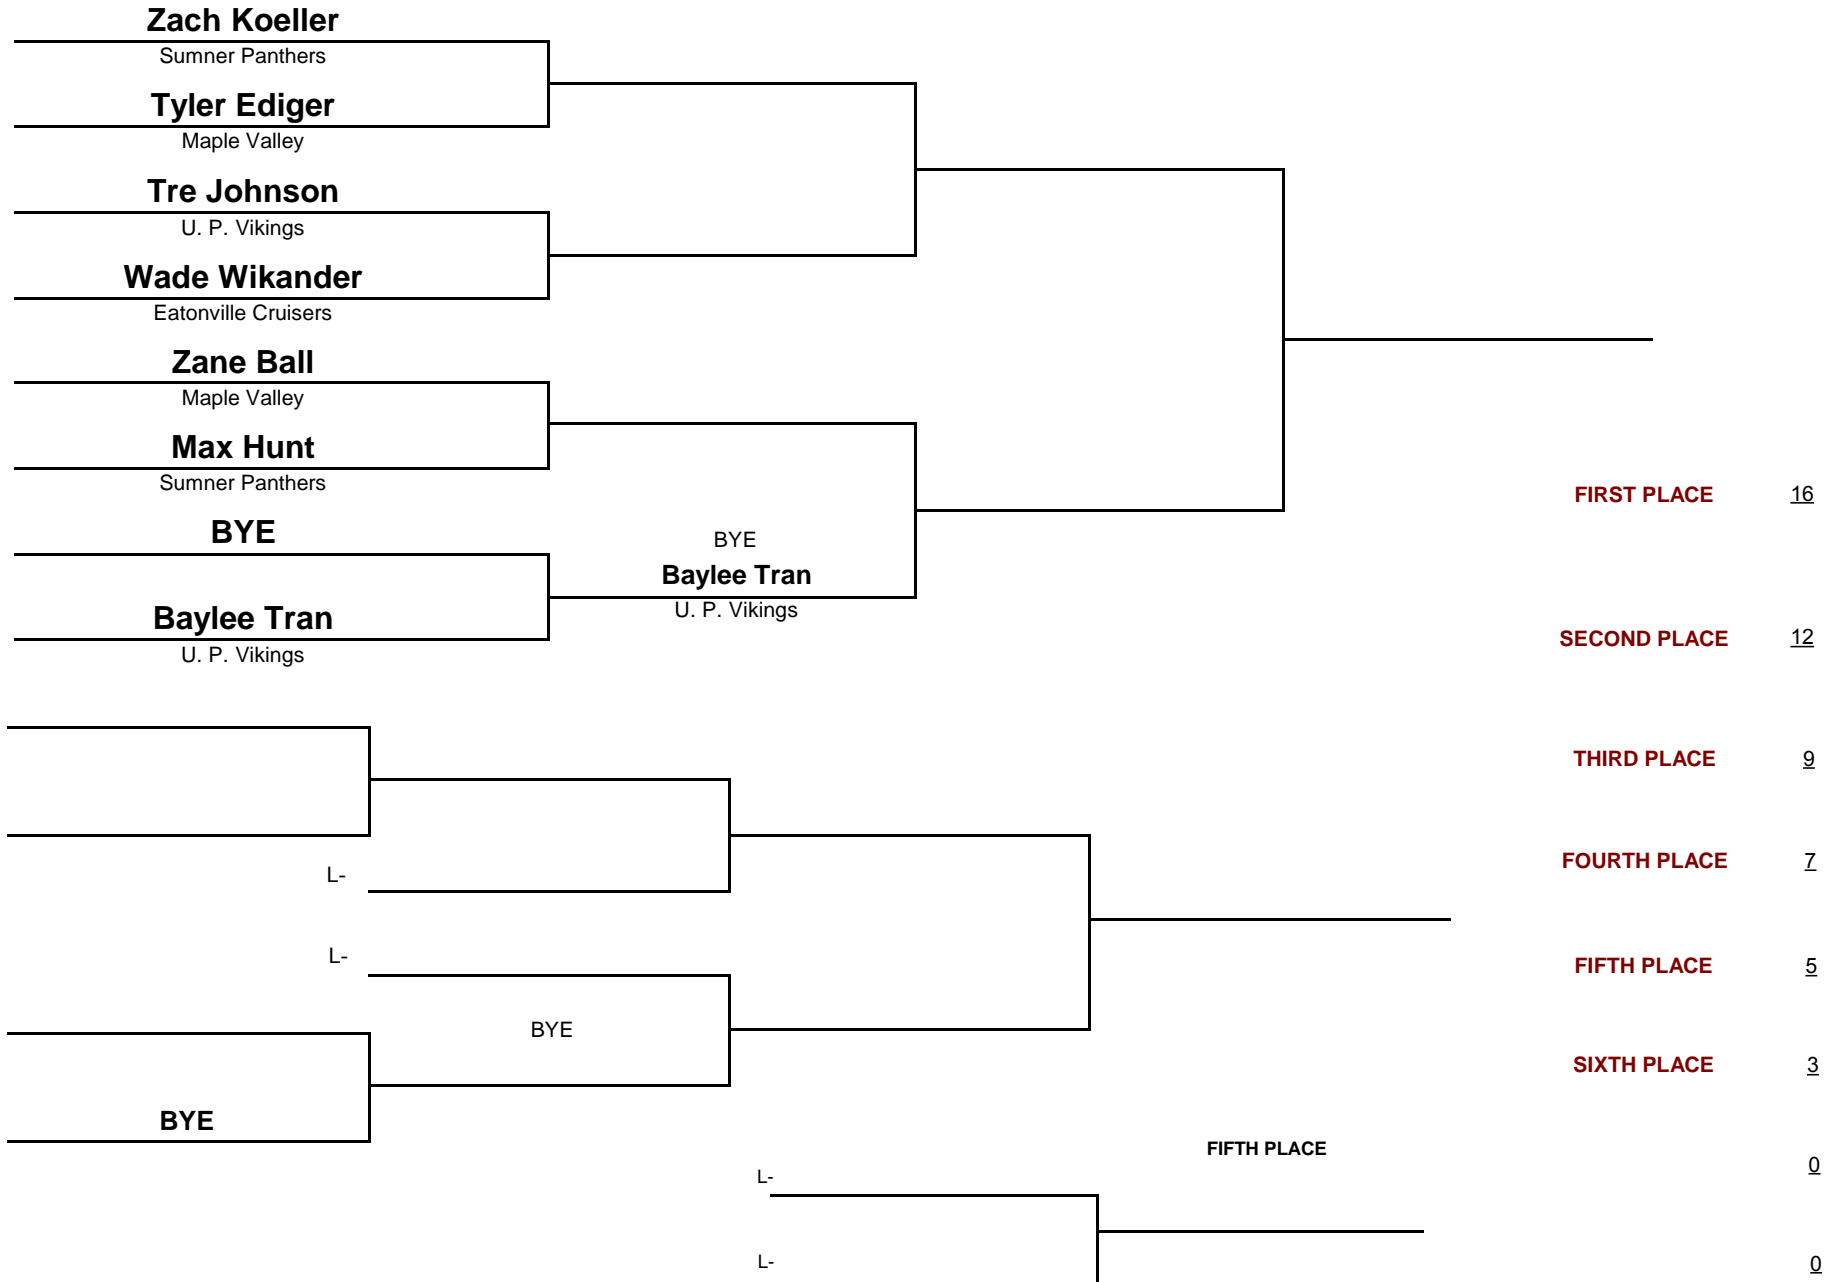 Zach Koeller
Sumner Panthers
Tyler Ediger
Maple Valley
Tre Johnson
U. P. Vikings
Wade Wikander
Eatonville Cruisers
Zane Ball
Maple Valley
Max Hunt
Sumner Panthers
FIRST PLACE 16
BYE
BYE
Baylee Tran
U. P. Vikings
Baylee Tran
U. P. Vikings
SECOND PLACE 12
THIRD PLACE 9
FOURTH PLACE 7
L-
L-
FIFTH PLACE 5
BYE
SIXTH PLACE 3
BYE
FIFTH PLACE
0
L-
L-
0